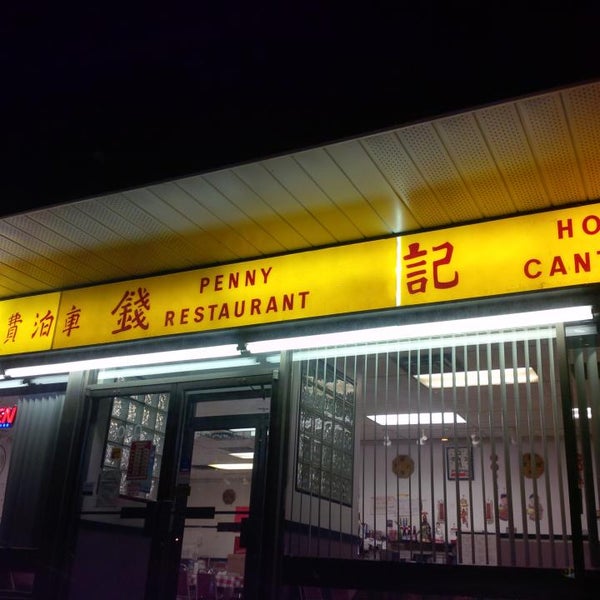 費泊車
錢
PENNY
RESTAURANT
記
HO
CANT